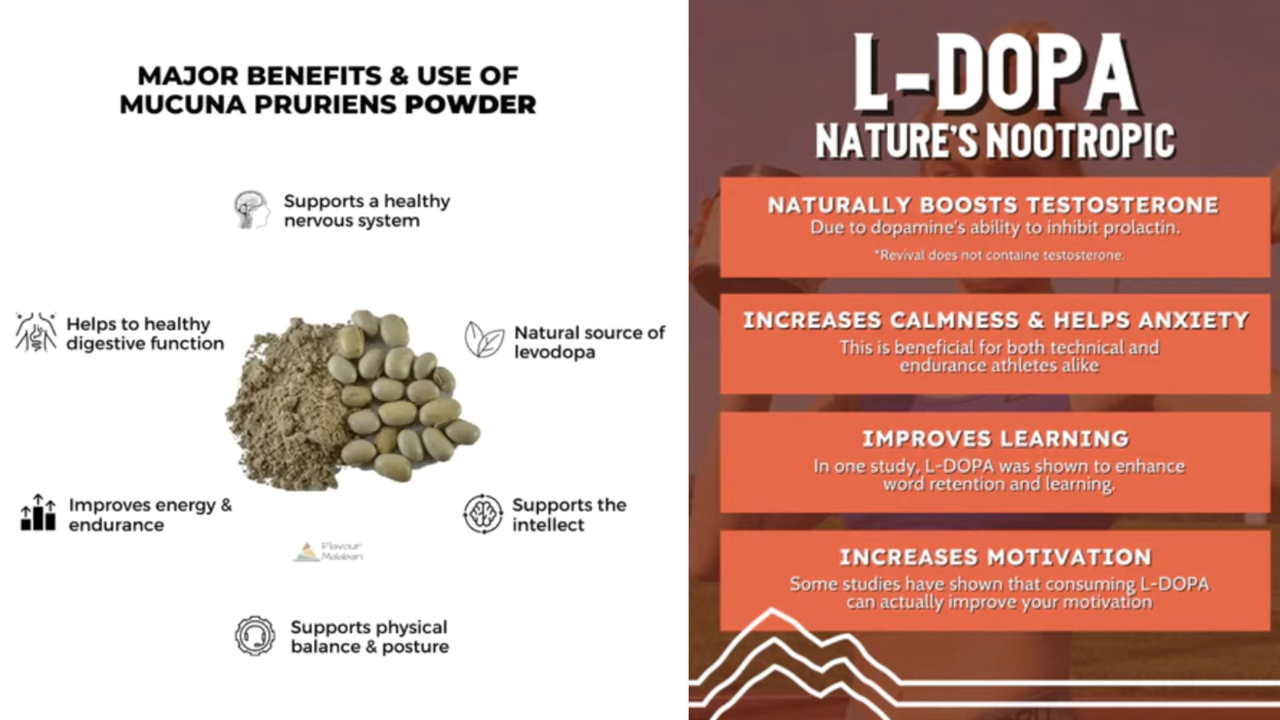 MAJOR BENEFITS & USE OF
MUCUNA PRURIENS POWDER
Supports a healthy
nervous system
Helps to healthy
digestive function
Natural source of
levodopa
Improves energy &
endurance
Supports the
intellect
Flavour
Malabari
Supports physical
balance & posture
L-DOPA
NATURE'S NOOTROPIC
NATURALLY BOOSTS TESTOSTERONE
Due to dopamine's ability to inhibit prolactin.
*Revival does not containe testosterone.
INCREASES CALMNESS & HELPS ANXIETY
This is beneficial for both technical and
endurance athletes alike
IMPROVES LEARNING
In one study, L-DOPA was shown to enhance
word retention and learning.
INCREASES MOTIVATION
Some studies have shown that consuming L-DOPA
can actually improve your motivation